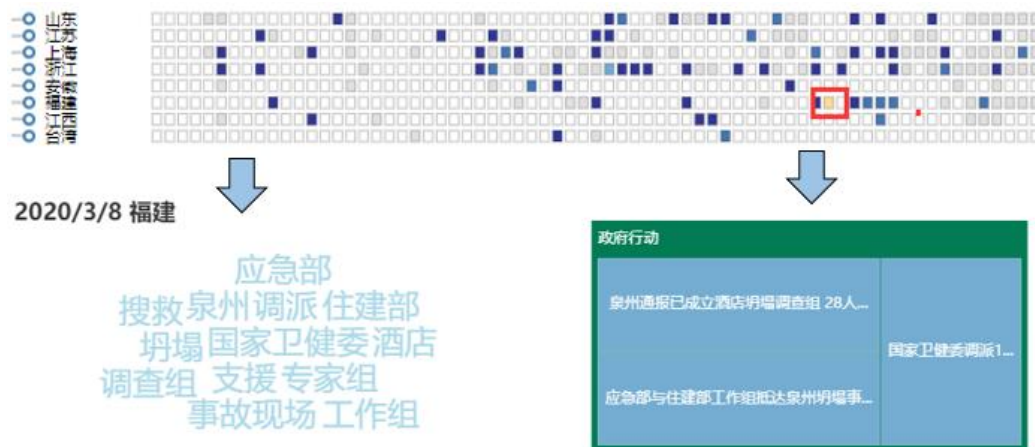 山东
江苏
上海
浙江
安徽
福建
江西
台湾
2020/3/8 福建
应急部
搜救 泉州 调派 住建部
坍塌 国家卫健委 酒店
调查组 支援 专家组
事故现场 工作组
政府行动
泉州通报已成立酒店坍塌调查组 28人...
国家卫健委调派1...
应急部与住建部工作组抵达泉州坍塌事...